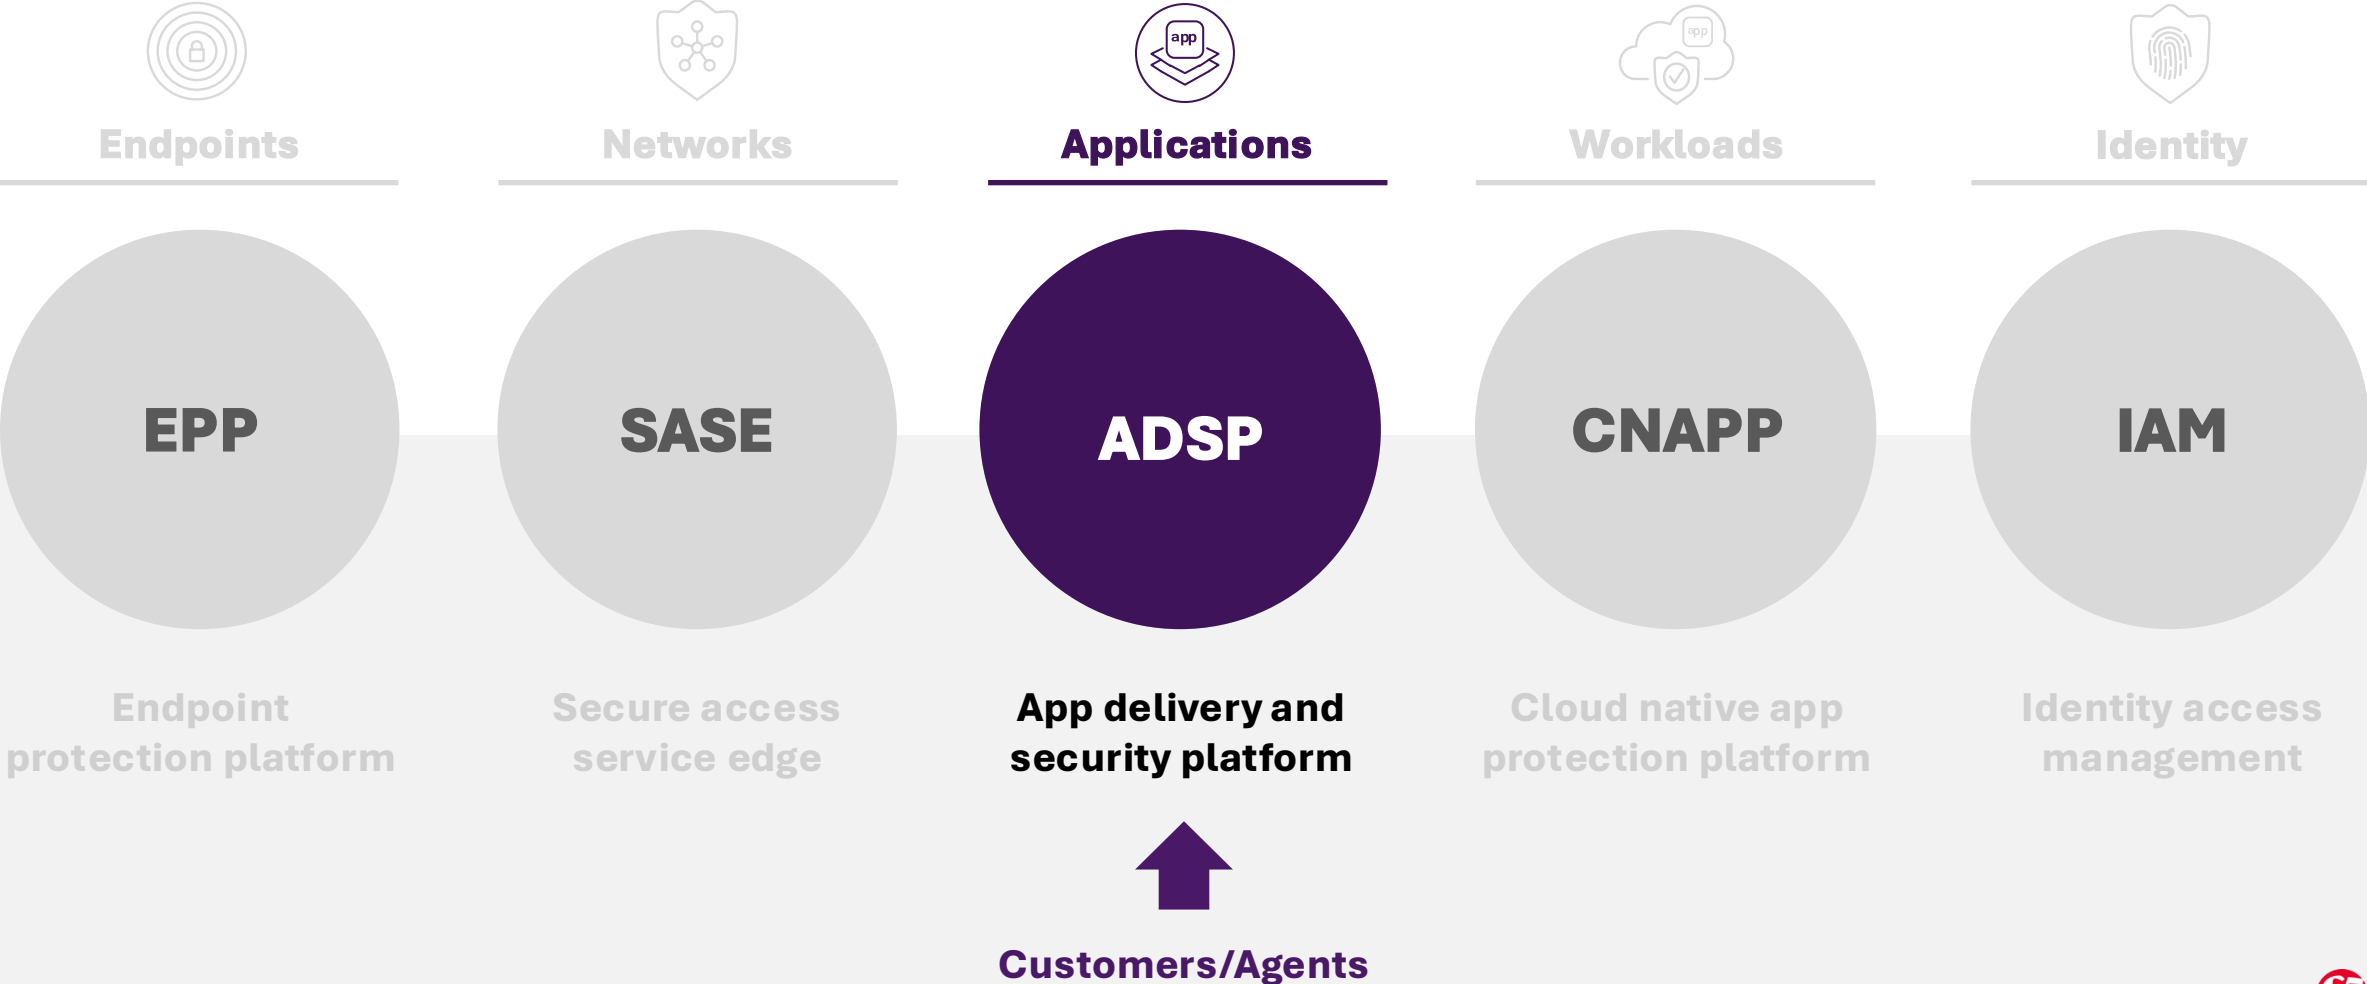 app
app
Endpoints
Networks
Applications
Workloads
Identity
EPP
SASE
ADSP
CNAPP
IAM
Endpoint
protection platform
Secure access
service edge
App delivery and
security platform
Cloud native app
protection platform
Identity access
management
Customers/Agents